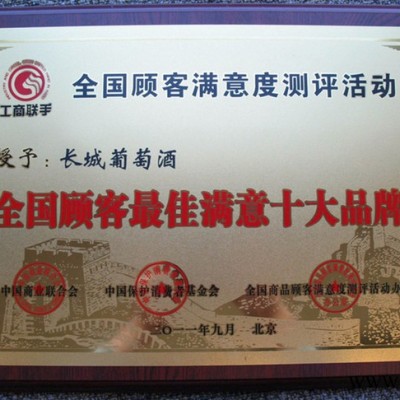 全国顾客满意度测评活动
工商联手
授予：长城葡萄酒
全国顾客最佳满意十大品牌
中国商业联合会 中国保护消费者基金会 全国商品顾客满意度测评活动办
二〇一一年九月 北京